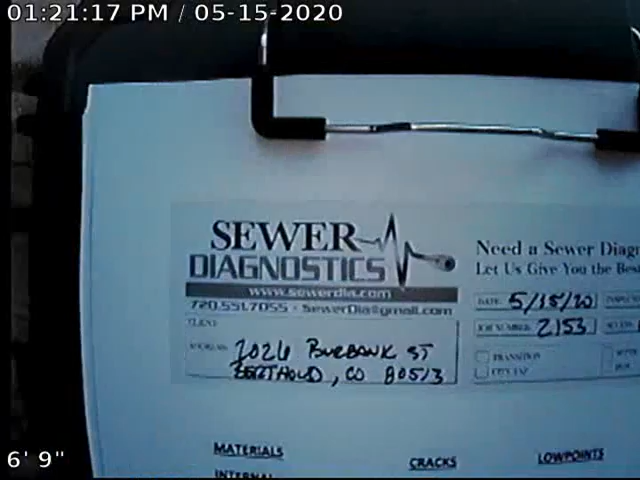 01:21:17 PM / 05-15-2020
SEWER
DIAGNOSTICS
www.sewerdia.com
720.551.7055 - SewerDia@gmail.com
CLIENT
ADDRESS
BURBANK ST
BERTHOUD, CO 80513
Need a Sewer Diagn
Let Us Give You the Best
DATE 5/15/20
JOB NUMBER 2153
TRANSITION
MATERIALS
CRACKS
LOWPOINTS
INTERNAL
6' 9"